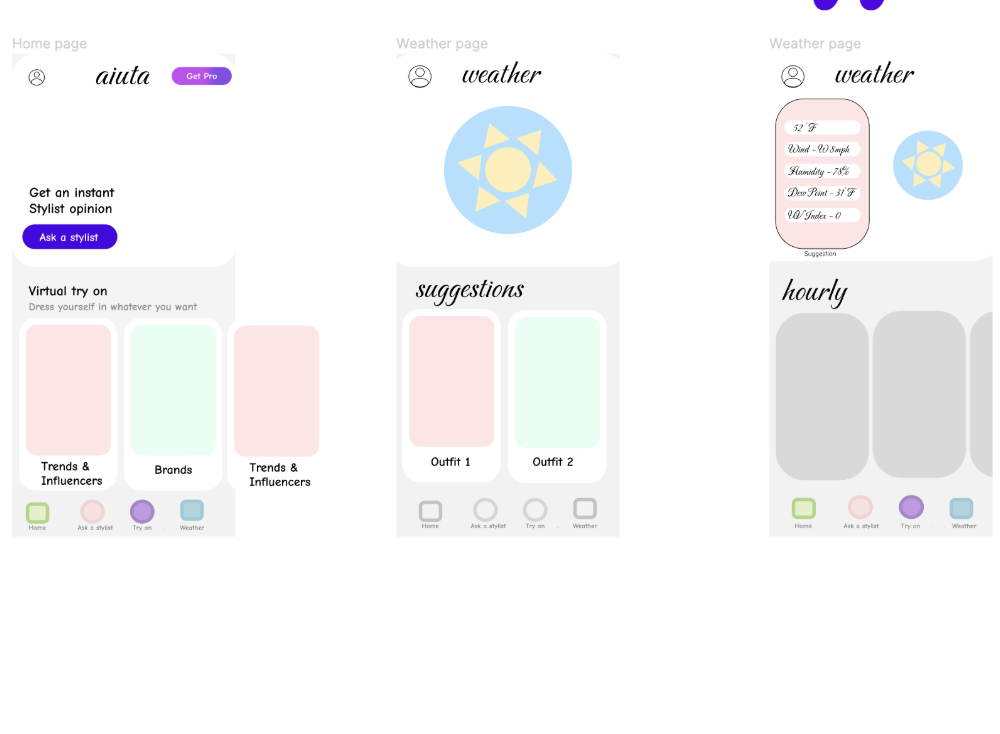 Home page
aiuta
Get Pro
Get an instant
Stylist opinion
Ask a stylist
Virtual try on
Dress yourself in whatever you want
Trends &
Influencers
Brands
Trends &
Influencers
Home
Ask a stylist
Try on
Weather
Weather page
weather
suggestions
Outfit 1
Outfit 2
Home
Ask a stylist
Try on
Weather
Weather page
weather
52 °F
Wind - W 8mph
Humidity - 78%
Dew Point - 31°F
UV Index - 0
Suggestion
hourly
Home
Ask a stylist
Try on
Weather